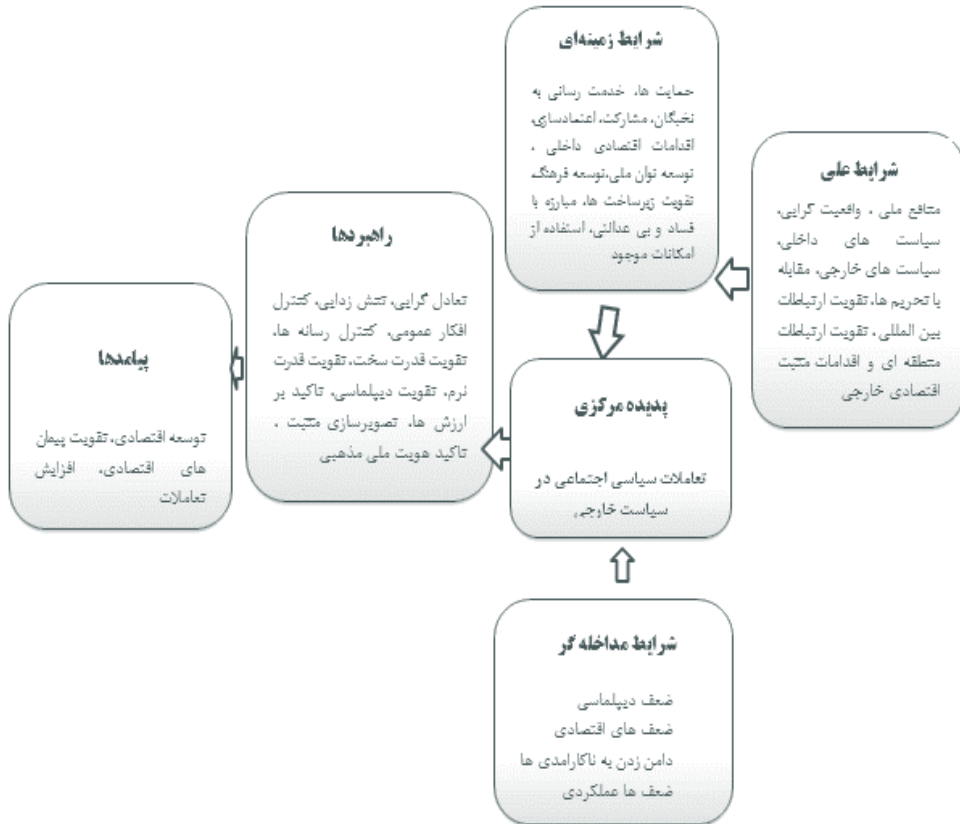 شرایط زمینه‌ای
حمایت ها، خدمت رسانی به
نخبگان، مشارکت، اعتمادسازی،
اقدامات اقتصادی داخلی ،
توسعه توان ملی،توسعه فرهنگ،
تقویت زیرساخت ها، مبارزه با
فساد و بی عدالتی، استفاده از
امکانات موجود
شرایط علی
منافع ملی ، واقعیت گرایی،
سیاست های داخلی،
سیاست های خارجی، مقابله
با تحریم ها، تقویت ارتباطات
بین المللی ، تقویت ارتباطات
منطقه ای و اقدامات مثبت
اقتصادی خارجی
راهبردها
تعادل گرایی، تنش زدایی، کنترل
افکار عمومی، کنترل رسانه ها،
تقویت قدرت سخت، تقویت قدرت
نرم، تقویت دیپلماسی، تاکید بر
ارزش ها، تصویرسازی مثبت ،
تاکید هویت ملی مذهبی
پیامدها
توسعه اقتصادی، تقویت پیمان
های اقتصادی، افزایش
تعاملات
پدیده مرکزی
تعاملات سیاسی اجتماعی در
سیاست خارجی
شرایط مداخله گر
ضعف دیپلماسی
ضعف های اقتصادی
دامن زدن به ناکارامدی ها
ضعف ها عملکردی